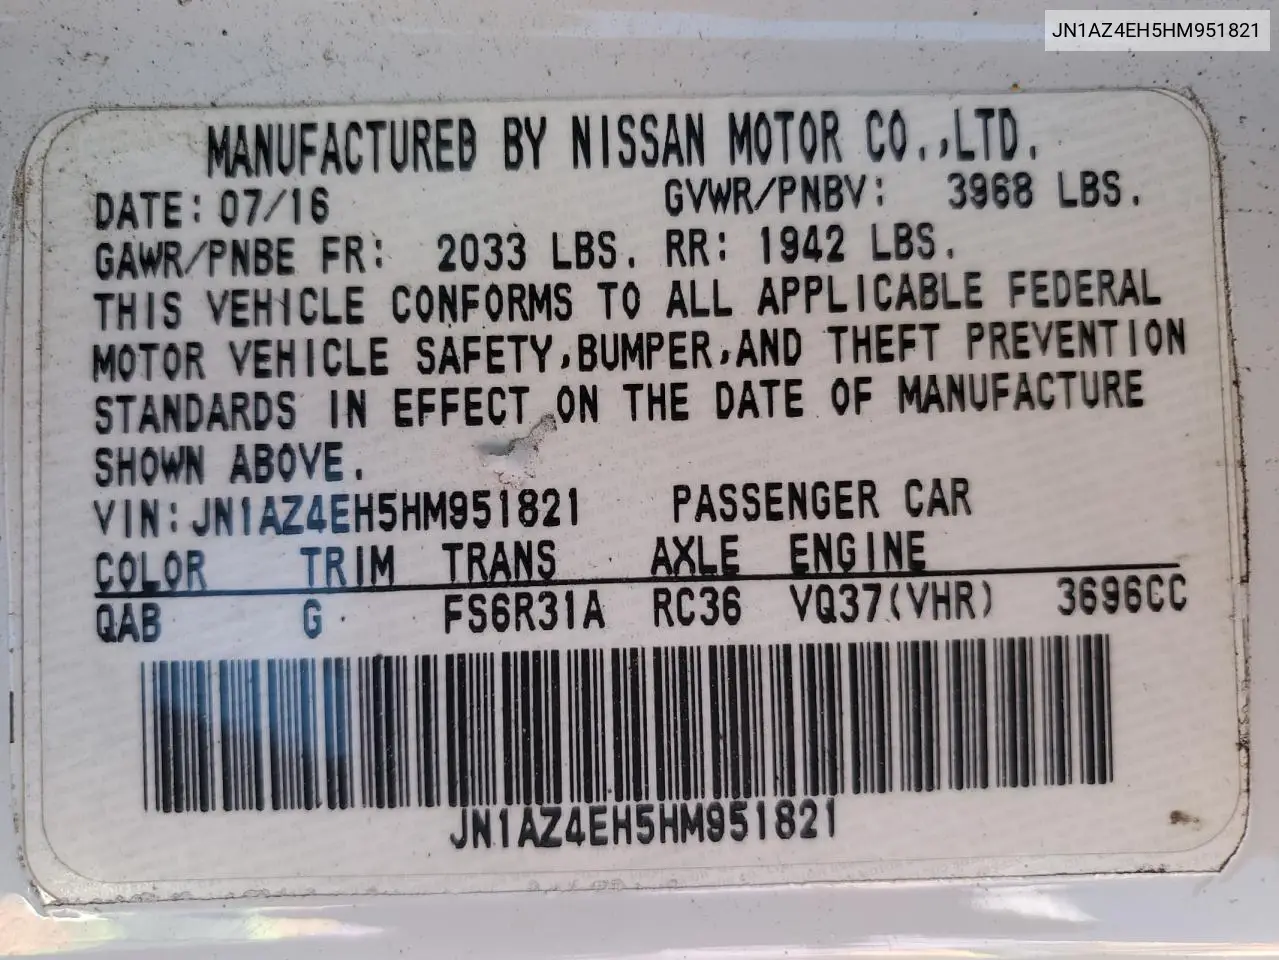 JN1AZ4EH5HM951821
MANUFACTURED BY NISSAN MOTOR CO.,LTD.
DATE: 07/16 GVWR/PNBV: 3968 LBS.
GAWR/PNBE FR: 2033 LBS. RR: 1942 LBS.
THIS VEHICLE CONFORMS TO ALL APPLICABLE FEDERAL
MOTOR VEHICLE SAFETY,BUMPER,AND THEFT PREVENTION
STANDARDS IN EFFECT ON THE DATE OF MANUFACTURE
SHOWN ABOVE.
VIN:JN1AZ4EH5HM951821 PASSENGER CAR
COLOR TRIM TRANS AXLE ENGINE
QAB G FS6R31A RC36 VQ37(VHR) 3696CC
JN1AZ4EH5HM951821